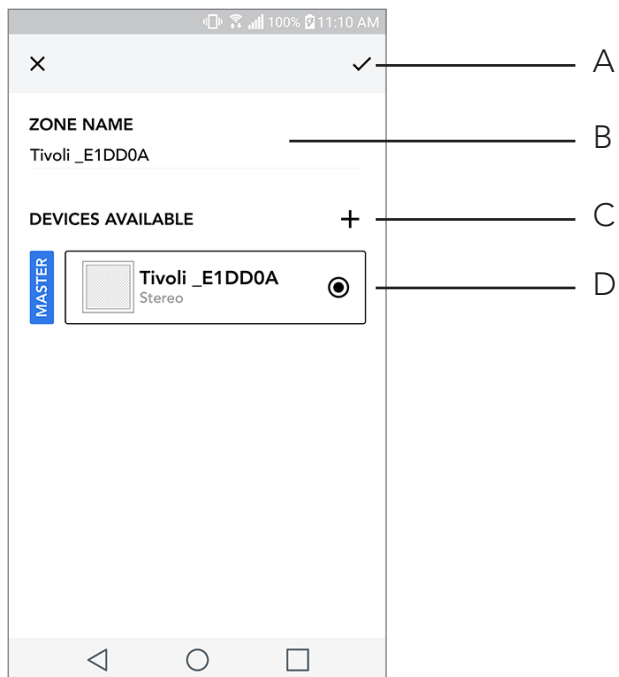 100% 11:10 AM
A
ZONE NAME
B
Tivoli _E1DD0A
DEVICES AVAILABLE
C
MASTER
Tivoli _E1DD0A
D
Stereo